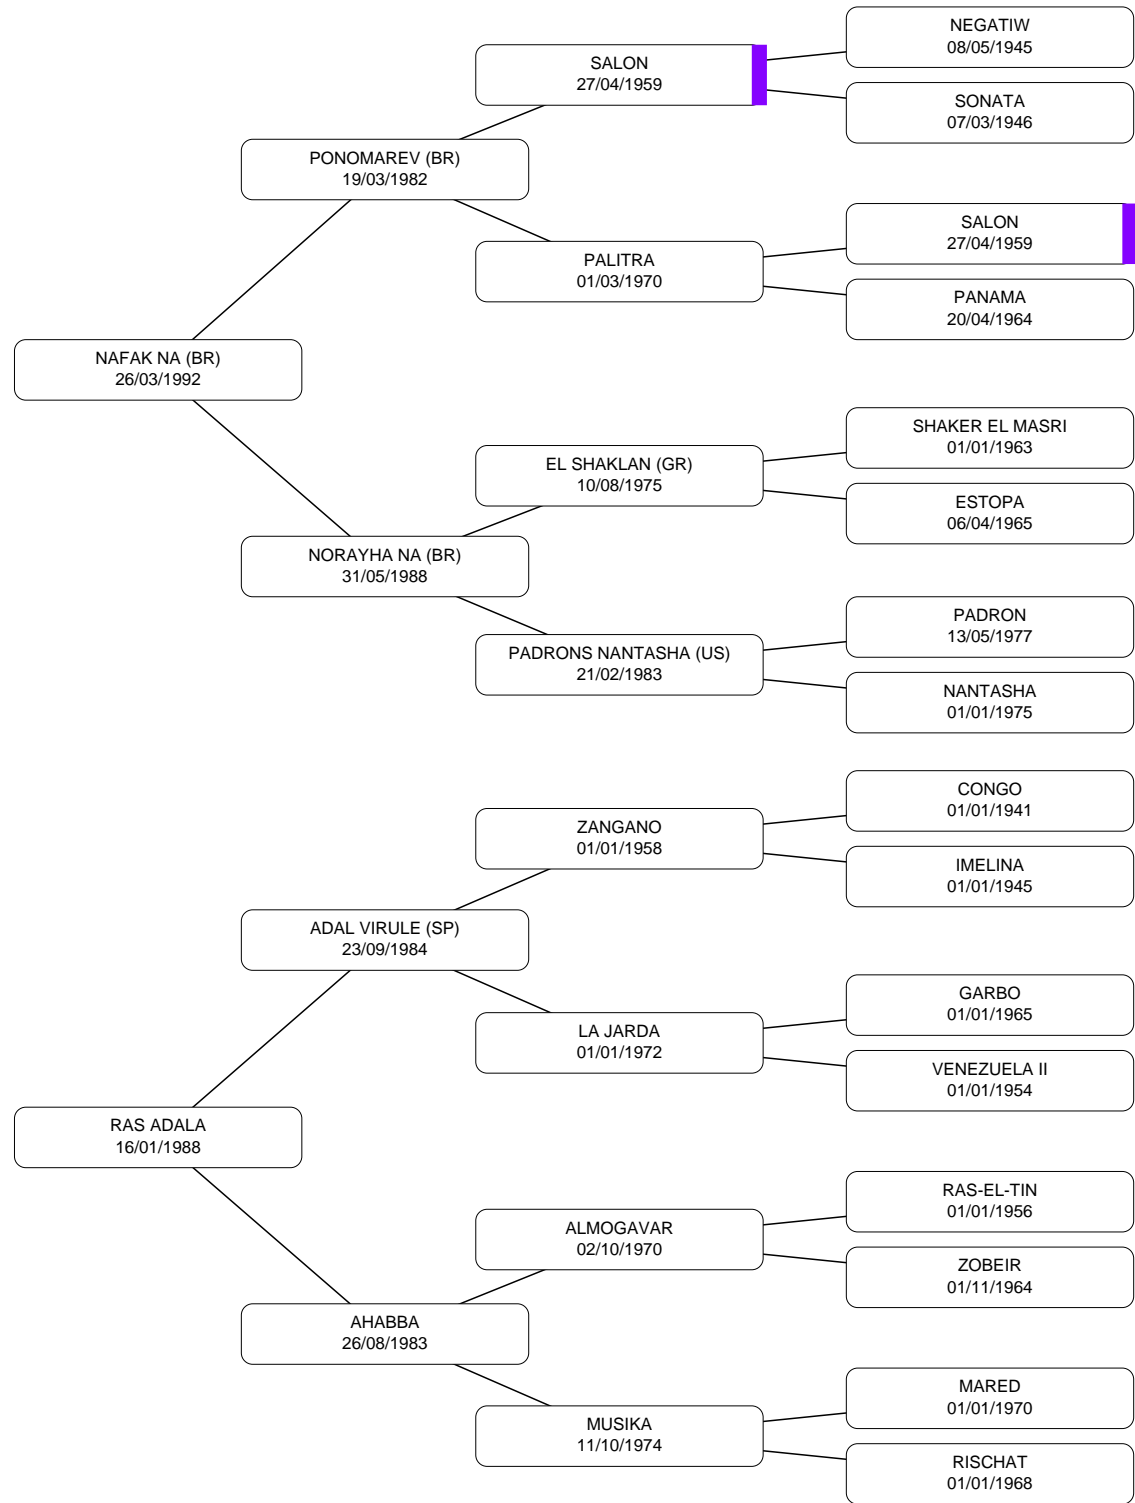 NEGATIW
08/05/1945
SALON
27/04/1959
SONATA
07/03/1946
PONOMAREV (BR)
19/03/1982
SALON
27/04/1959
PALITRA
01/03/1970
PANAMA
20/04/1964
NAFAK NA (BR)
26/03/1992
SHAKER EL MASRI
01/01/1963
EL SHAKLAN (GR)
10/08/1975
ESTOPA
06/04/1965
NORAYHA NA (BR)
31/05/1988
PADRON
13/05/1977
PADRONS NANTASHA (US)
21/02/1983
NANTASHA
01/01/1975
CONGO
01/01/1941
ZANGANO
01/01/1958
IMELINA
01/01/1945
ADAL VIRULE (SP)
23/09/1984
GARBO
01/01/1965
LA JARDA
01/01/1972
VENEZUELA II
01/01/1954
RAS ADALA
16/01/1988
RAS-EL-TIN
01/01/1956
ALMOGAVAR
02/10/1970
ZOBEIR
01/11/1964
AHABBA
26/08/1983
MARED
01/01/1970
MUSIKA
11/10/1974
RISCHAT
01/01/1968